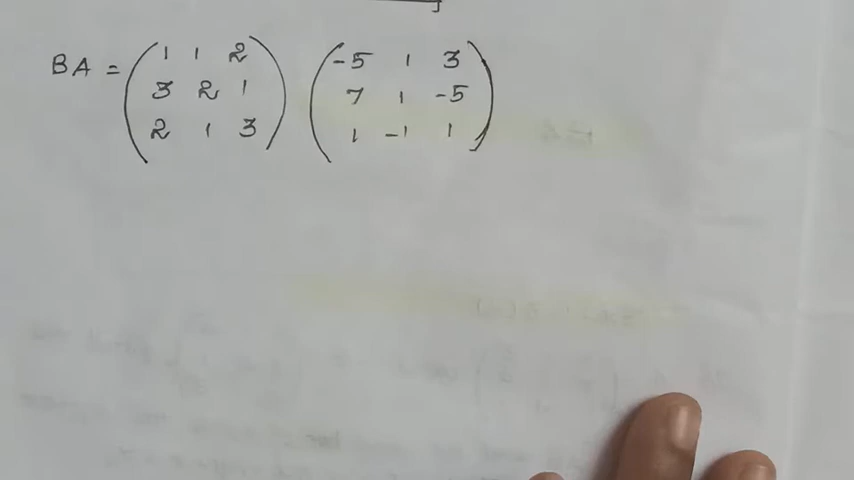 BA = ( 1 1 2 ) ( -5 1 3 )
( 3 2 1 ) ( 7 1 -5 )
( 2 1 3 ) ( 1 -1 1 )